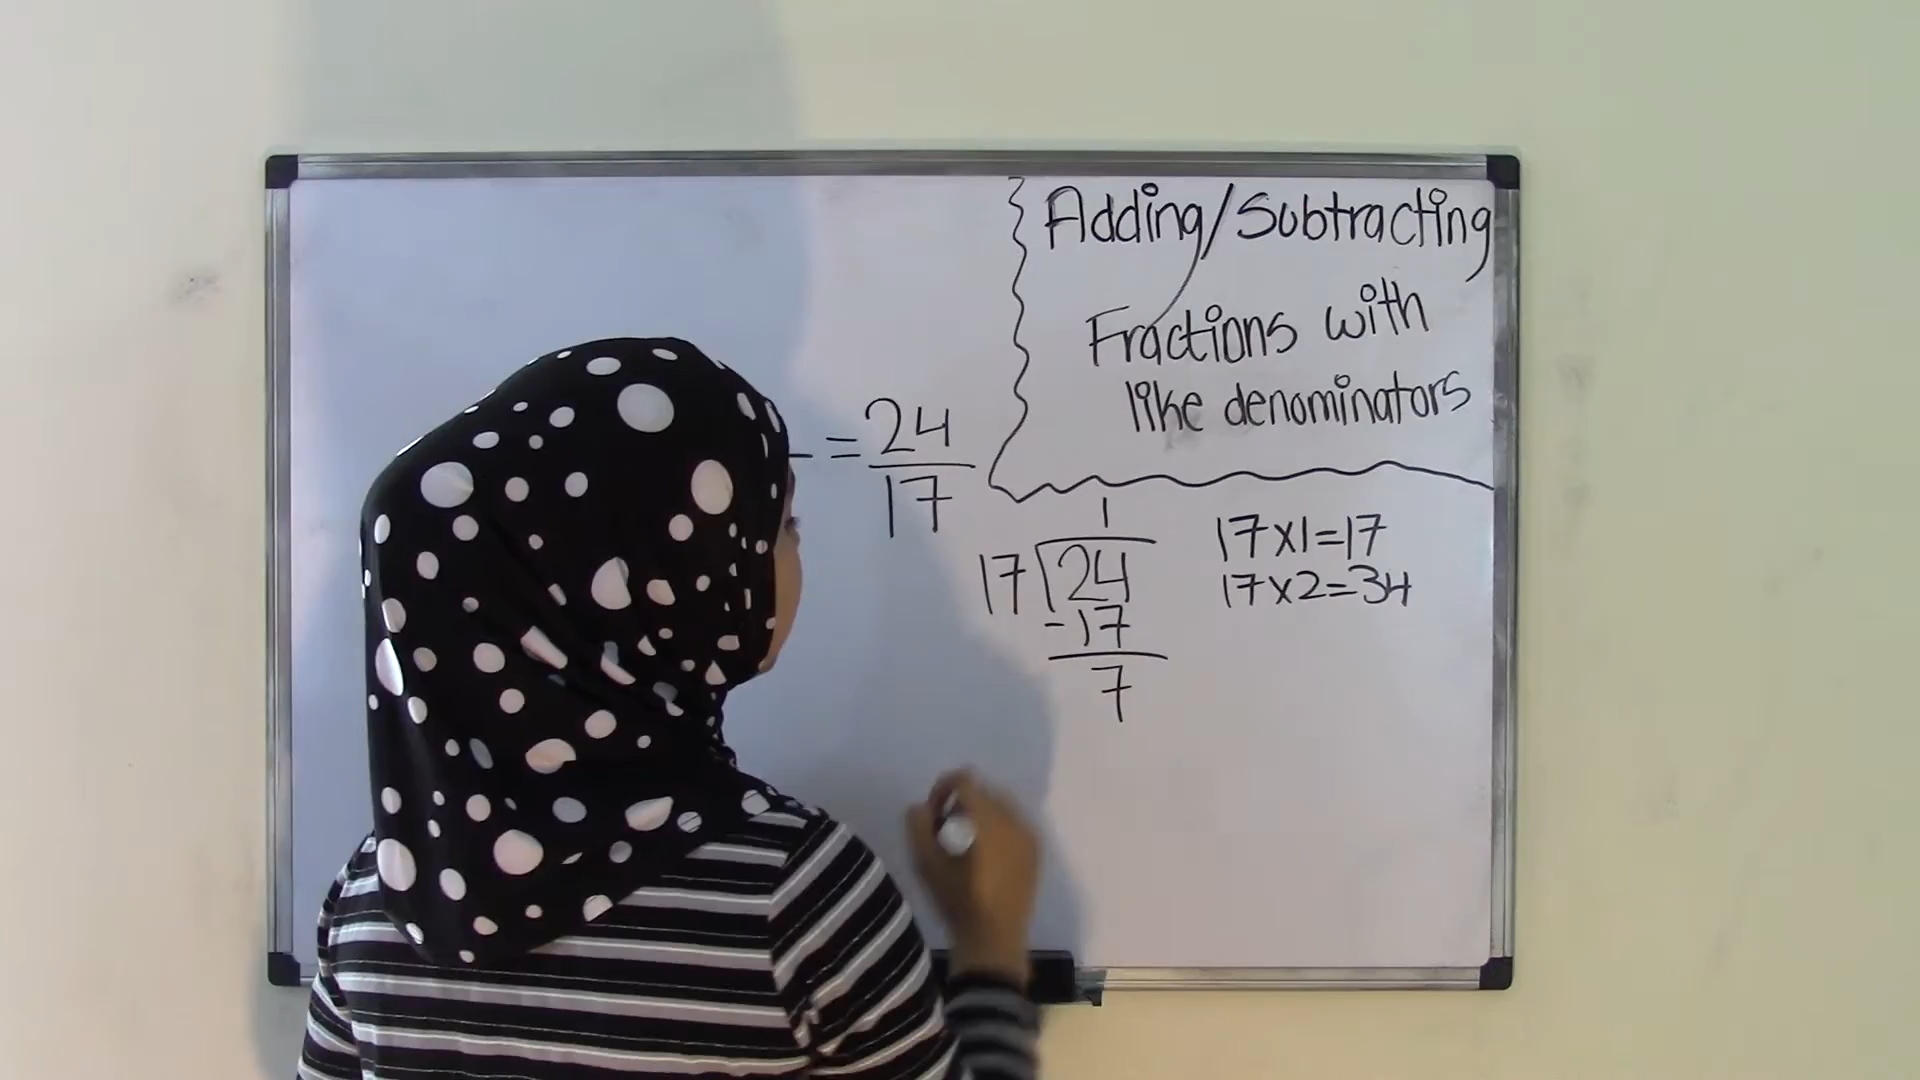 Adding/Subtracting
Fractions with
like denominators
= 24
17
1
17 24
-17
7
17x1=17
17x2=34